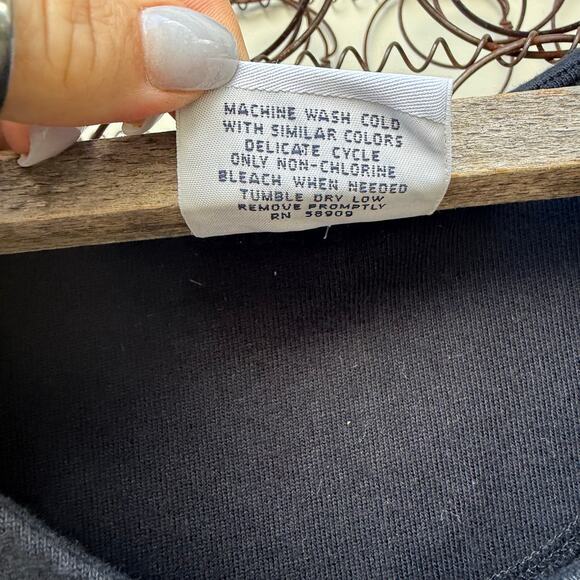 MACHINE WASH COLD
WITH SIMILAR COLORS
DELICATE CYCLE
ONLY NON-CHLORINE
BLEACH WHEN NEEDED
TUMBLE DRY LOW
REMOVE PROMPTLY
RN 58909